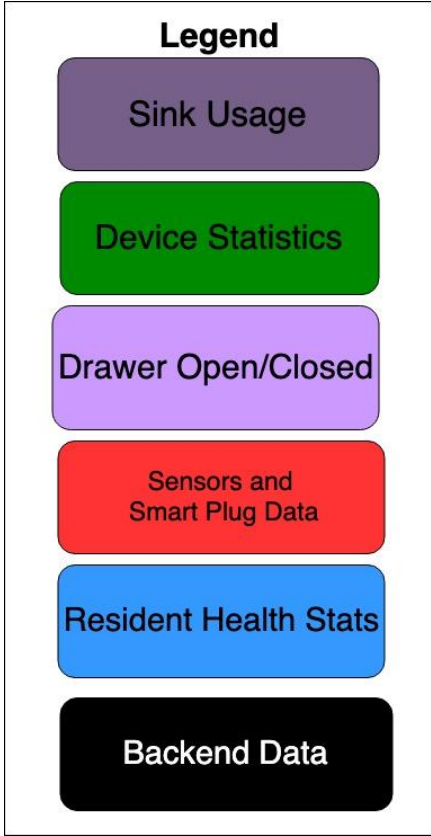 Legend
Sink Usage
Device Statistics
Drawer Open/Closed
Sensors and
Smart Plug Data
Resident Health Stats
Backend Data